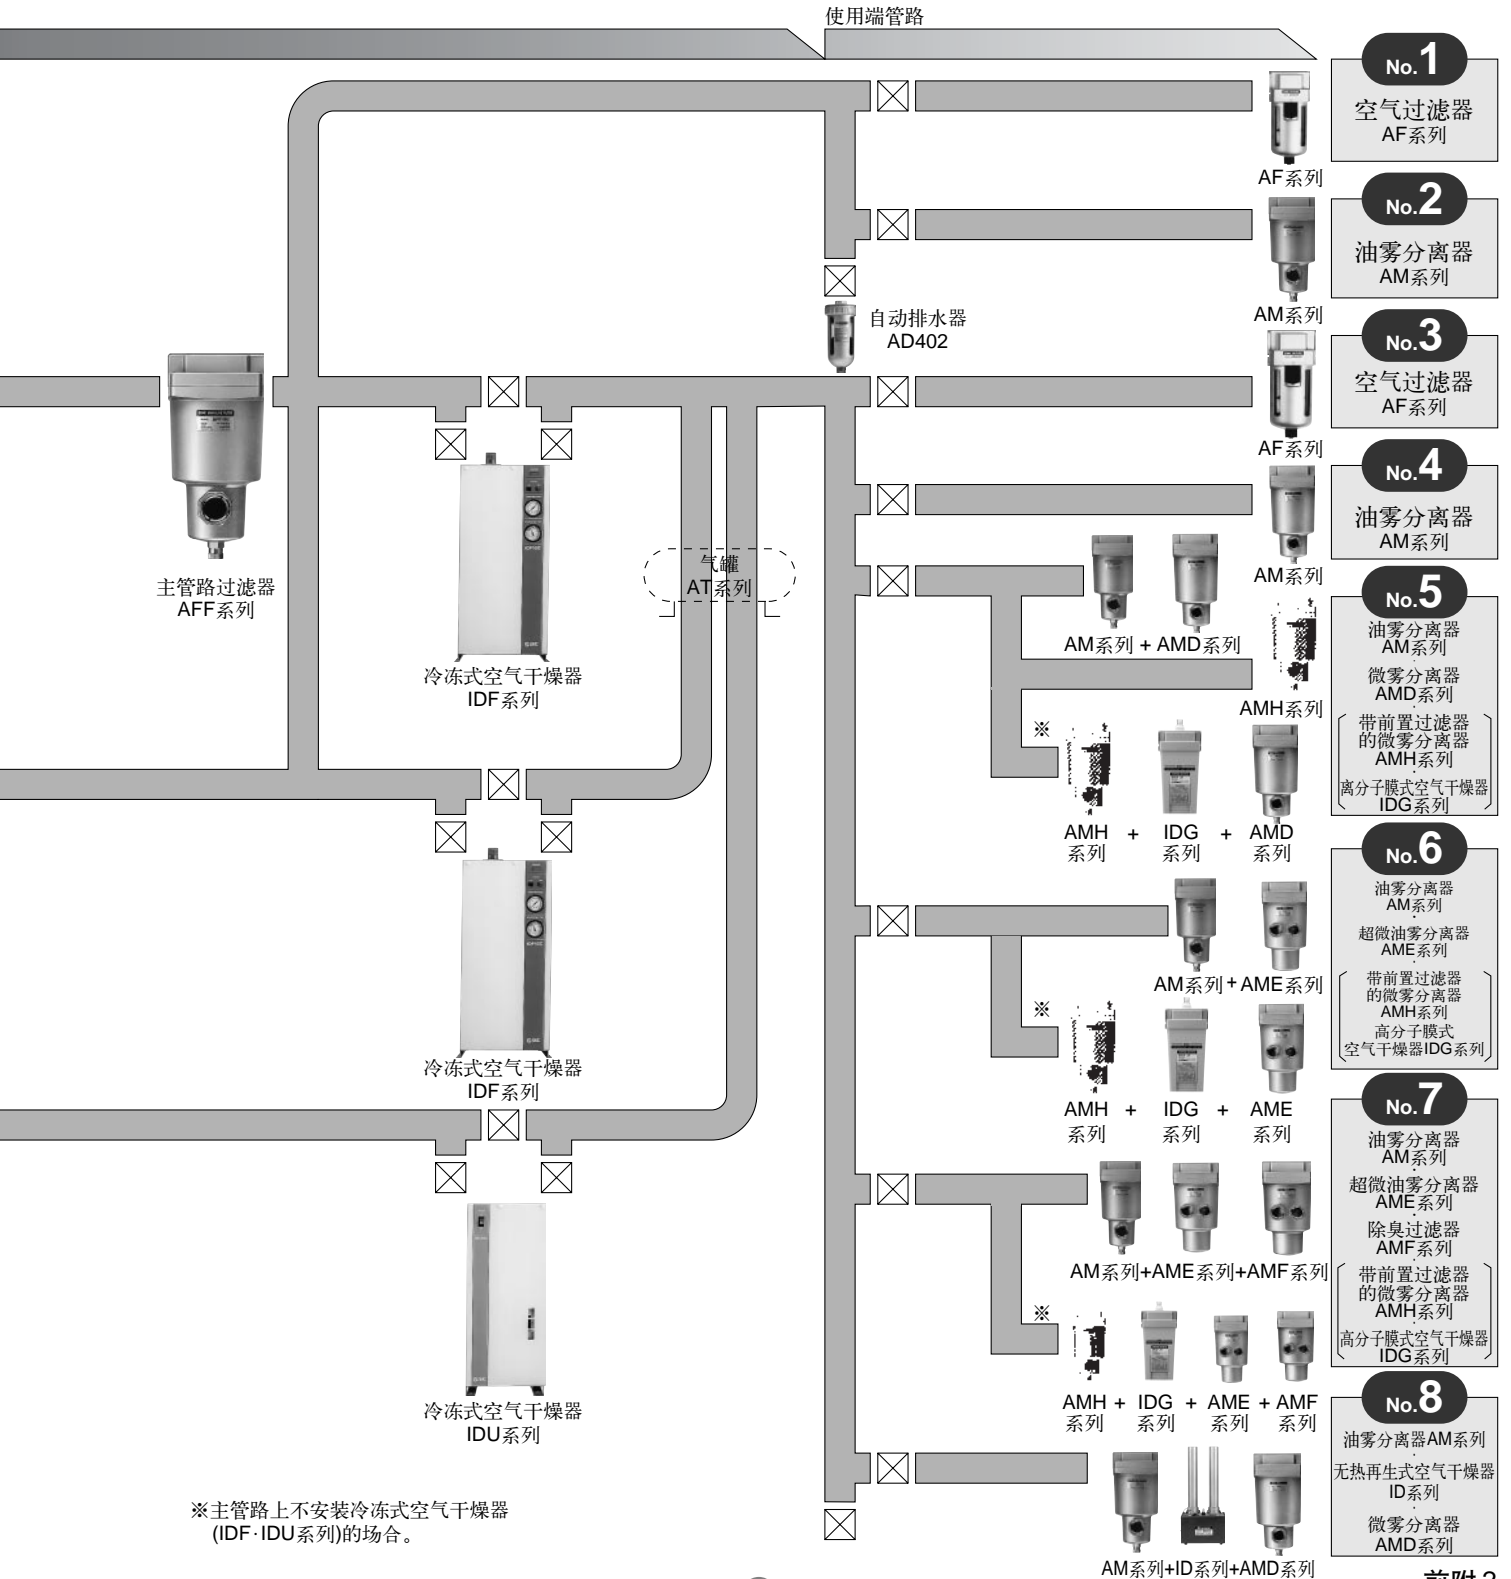 使用端管路
No.1
空气过滤器
AF系列
AF系列
No.2
油雾分离器
AM系列
AM系列
自动排水器
AD402
No.3
空气过滤器
AF系列
AF系列
No.4
油雾分离器
AM系列
AM系列
主管路过滤器
AFF系列
冷冻式空气干燥器
IDF系列
气罐
AT系列
AM系列 + AMD系列
AMH系列
No.5
油雾分离器
AM系列
微雾分离器
AMD系列
带前置过滤器
的微雾分离器
AMH系列
离分子膜式空气干燥器
IDG系列
※
AMH + IDG + AMD
系列 系列 系列
冷冻式空气干燥器
IDF系列
No.6
油雾分离器
AM系列
超微油雾分离器
AME系列
带前置过滤器
的微雾分离器
AMH系列
高分子膜式
空气干燥器IDG系列
AM系列+AME系列
※
AMH + IDG + AME
系列 系列 系列
冷冻式空气干燥器
IDU系列
No.7
油雾分离器
AM系列
超微油雾分离器
AME系列
除臭过滤器
AMF系列
带前置过滤器
的微雾分离器
AMH系列
高分子膜式空气干燥器
IDG系列
AM系列+AME系列+AMF系列
※
AMH + IDG + AME + AMF
系列 系列 系列 系列
No.8
油雾分离器AM系列
无热再生式空气干燥器
ID系列
微雾分离器
AMD系列
AM系列+ID系列+AMD系列
※主管路上不安装冷冻式空气干燥器
(IDF·IDU系列)的场合。